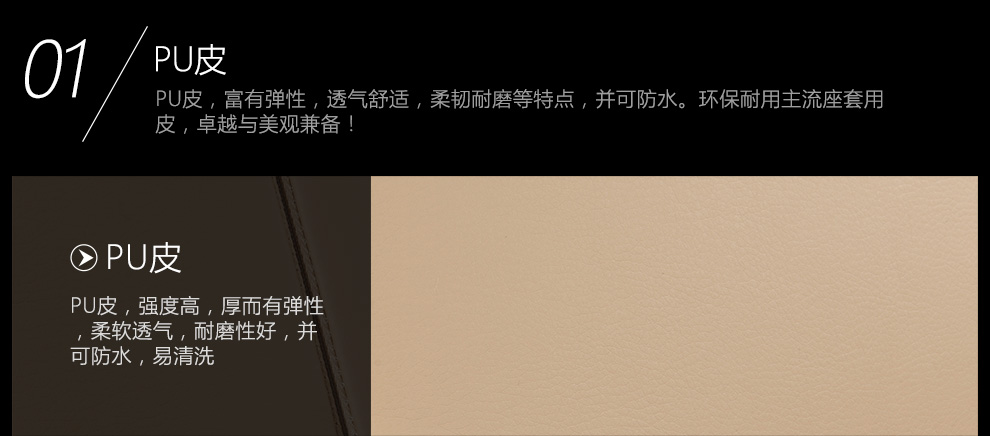 01
PU皮
PU皮，富有弹性，透气舒适，柔韧耐磨等特点，并可防水。环保耐用主流座套用
皮，卓越与美观兼备！
PU皮
PU皮，强度高，厚而有弹性
，柔软透气，耐磨性好，并
可防水，易清洗